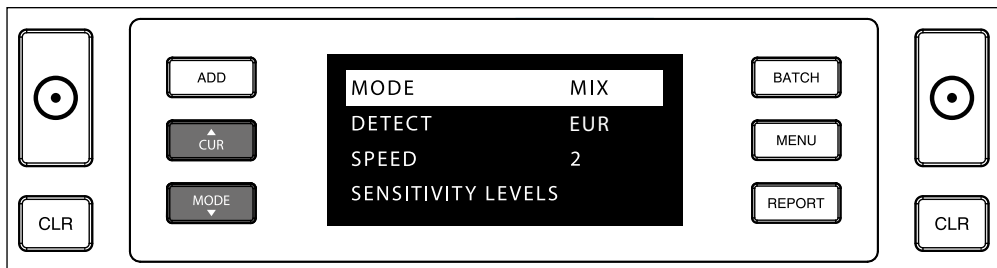 ADD
CUR
MODE
CLR
MODE MIX
DETECT EUR
SPEED 2
SENSITIVITY LEVELS
BATCH
MENU
REPORT
CLR